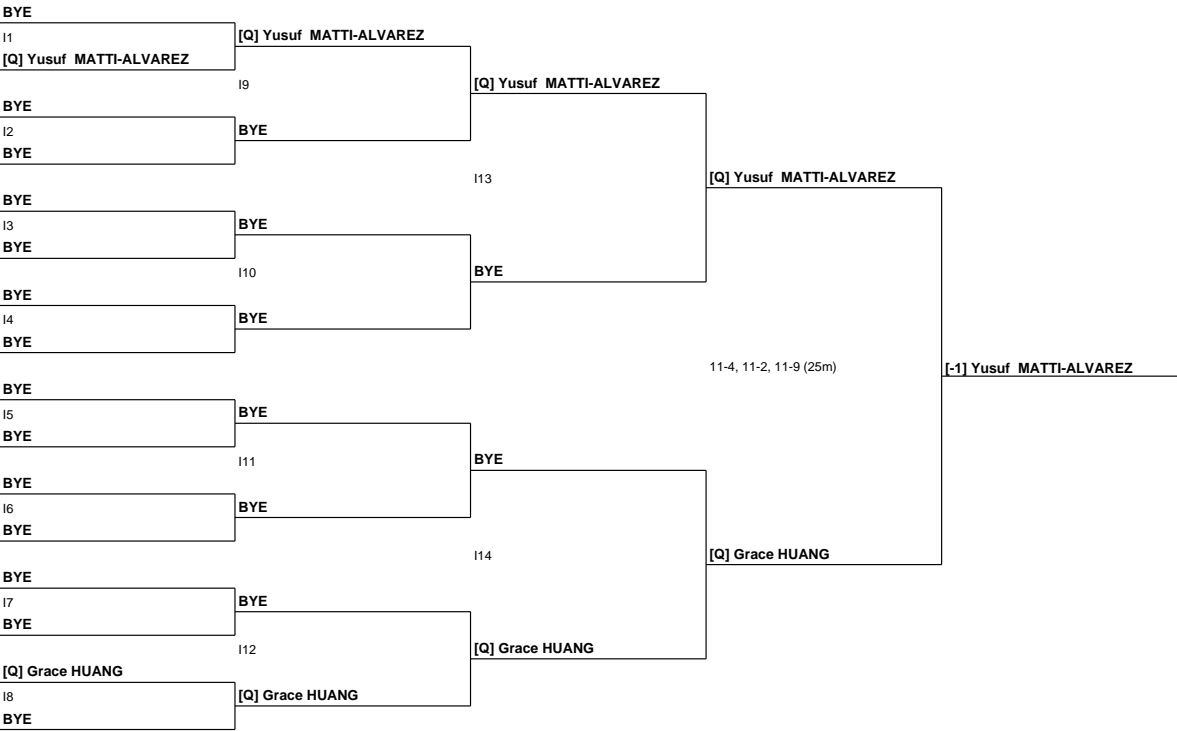 BYE
I1
[Q] Yusuf MATTI-ALVAREZ
BYE
I2
BYE
BYE
I3
BYE
BYE
I4
BYE
BYE
I5
BYE
BYE
I6
BYE
BYE
I7
BYE
[Q] Grace HUANG
I8
BYE
[Q] Yusuf MATTI-ALVAREZ
I9
BYE
BYE
I10
BYE
BYE
I11
BYE
BYE
I12
[Q] Grace HUANG
[Q] Yusuf MATTI-ALVAREZ
I13
BYE
BYE
I14
[Q] Grace HUANG
[Q] Yusuf MATTI-ALVAREZ
11-4, 11-2, 11-9 (25m)
[Q] Grace HUANG
[-1] Yusuf MATTI-ALVAREZ